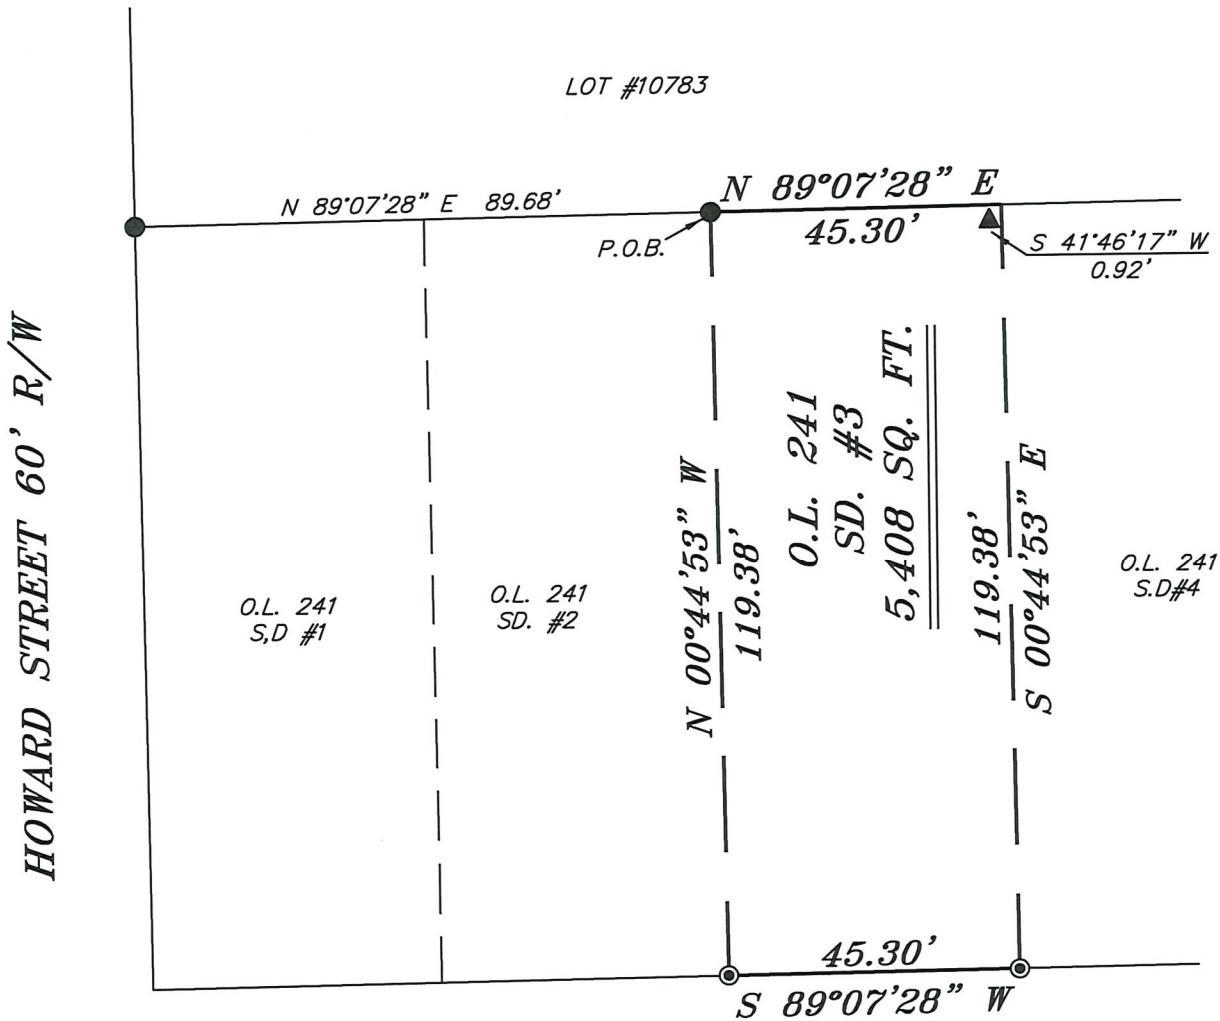 LOT #10783
N 89°07'28" E 89.68'
N 89°07'28" E
45.30'
P.O.B.
S 41°46'17" W
0.92'
HOWARD STREET 60' R/W
O.L. 241
S,D #1
O.L. 241
SD. #2
N 00°44'53" W
119.38'
O.L. 241
SD. #3
5,408 SQ. FT.
119.38'
S 00°44'53" E
O.L. 241
S.D#4
45.30'
S 89°07'28" W